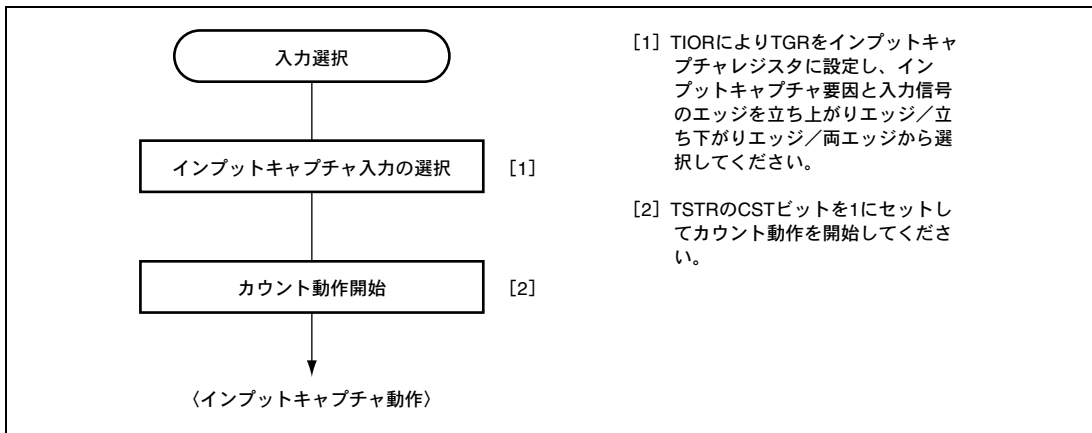 入力選択
インプットキャプチャ入力の選択 [1]
カウント動作開始 [2]
〈インプットキャプチャ動作〉
[1] TIORによりTGRをインプットキャ
プチャレジスタに設定し、イン
プットキャプチャ要因と入力信号
のエッジを立ち上がりエッジ／立
ち下がりエッジ／両エッジから選
択してください。
[2] TSTRのCSTビットを1にセットし
てカウント動作を開始してくださ
い。